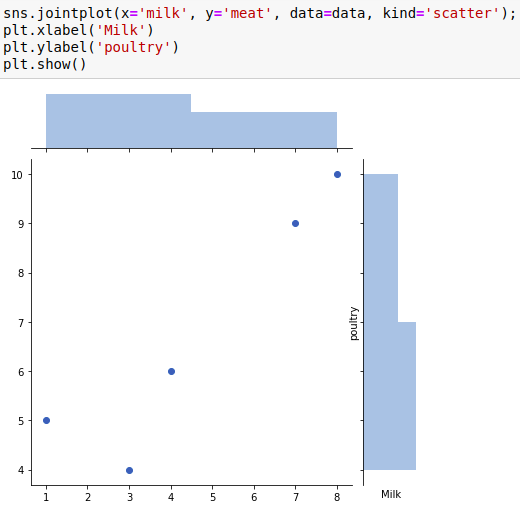 sns.jointplot(x='milk', y='meat', data=data, kind='scatter');
plt.xlabel('Milk')
plt.ylabel('poultry')
plt.show()
10
9
8
7
6
5
4
poultry
1 2 3 4 5 6 7 8
Milk